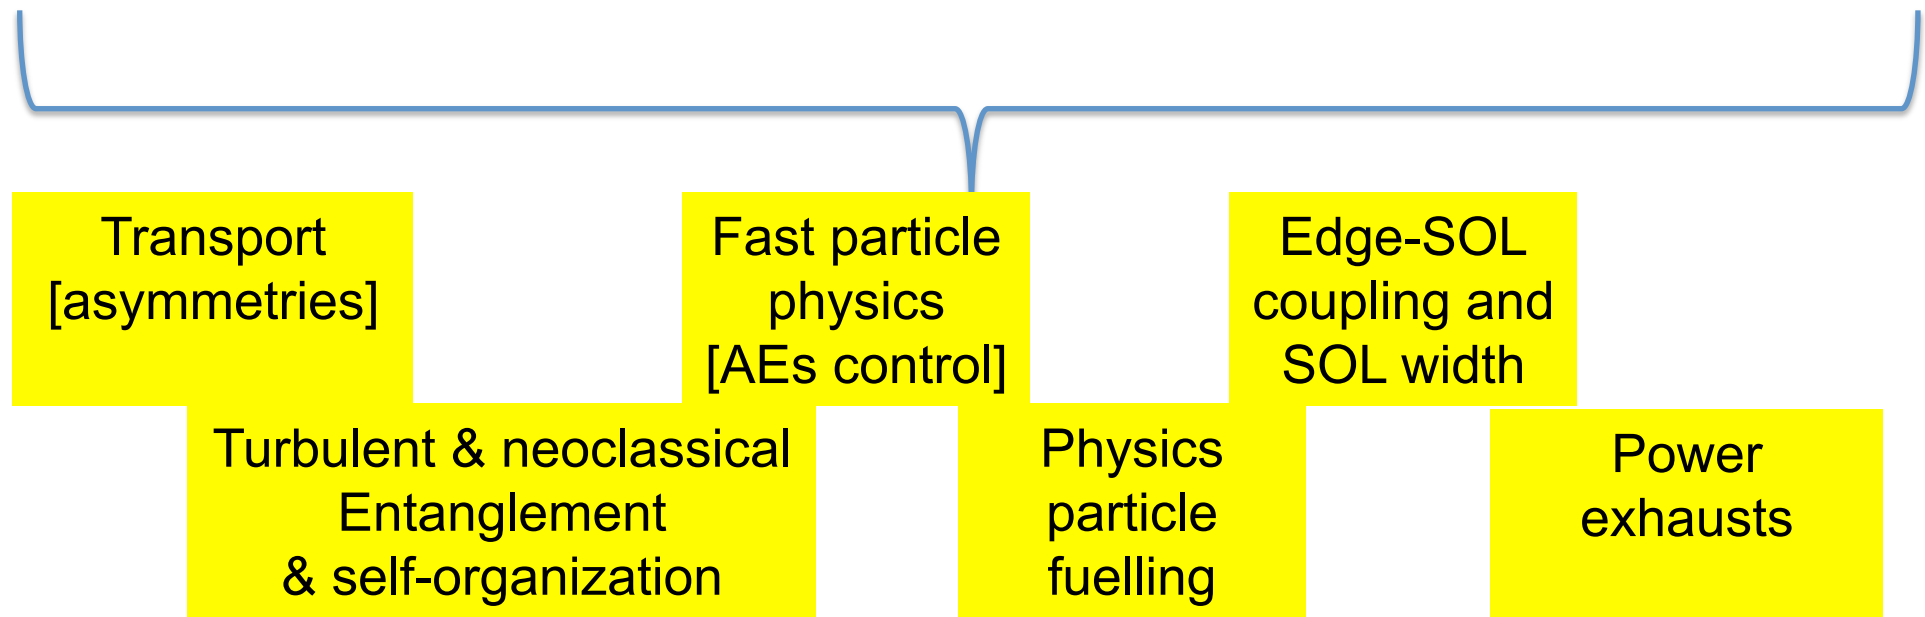 Transport
[asymmetries]
Fast particle
physics
[AEs control]
Edge-SOL
coupling and
SOL width
Turbulent & neoclassical
Entanglement
& self-organization
Physics
particle
fuelling
Power
exhausts